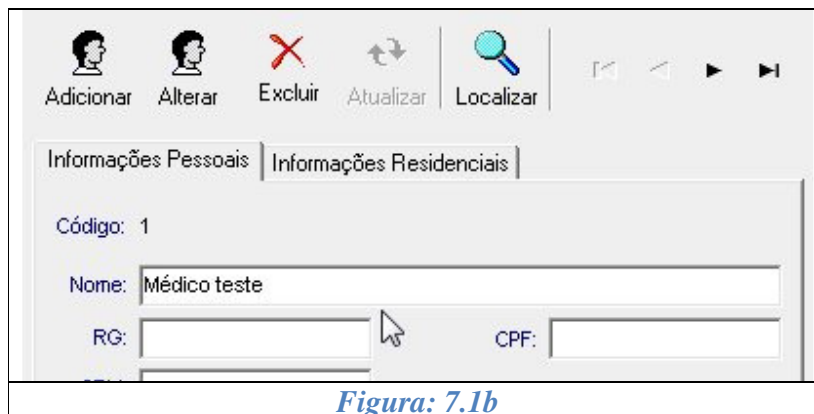 Adicionar Alterar Excluir Atualizar Localizar
Informações Pessoais Informações Residenciais
Código: 1
Nome: Médico teste
RG: CPF:
Figura: 7.1b